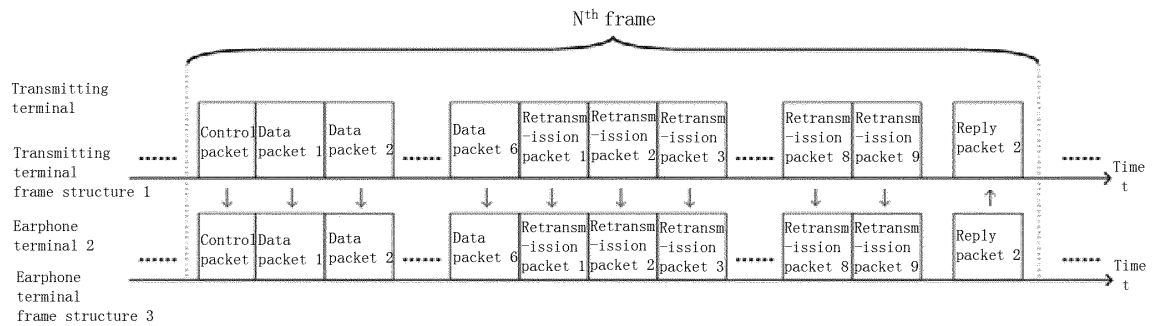 Nth frame
Transmitting
terminal
Control
packet
Data
packet 1
Data
packet 2
......
Data
packet 6
Retransm
-ission
packet 1
Retransm
-ission
packet 2
Retransm
-ission
packet 3
......
Retransm
-ission
packet 8
Retransm
-ission
packet 9
Reply
packet 2
Transmitting
terminal
frame structure 1
......
......
Time
t
Earphone
terminal 2
Control
packet
Data
packet 1
Data
packet 2
......
Data
packet 6
Retransm
-ission
packet 1
Retransm
-ission
packet 2
Retransm
-ission
packet 3
......
Retransm
-ission
packet 8
Retransm
-ission
packet 9
Reply
packet 2
......
......
Time
t
Earphone
terminal
frame structure 3